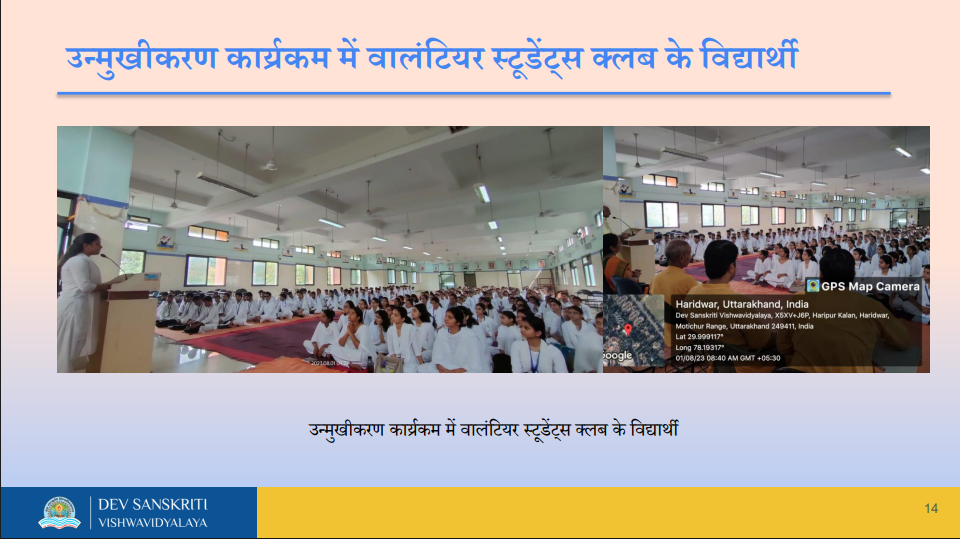 उन्मुखीकरण कार्यक्रम में वालंटियर स्टूडेंट्स क्लब के विद्यार्थी
GPS Map Camera
Haridwar, Uttarakhand, India
Dev Sanskriti Vishwavidyalaya, X5XV+J6P, Haripur Kalan, Haridwar,
Motichur Range, Uttarakhand 249411, India
Lat 29.999117°
Long 78.19317°
01/08/23 08:40 AM GMT +05:30
oogle
उन्मुखीकरण कार्यक्रम में वालंटियर स्टूडेंट्स क्लब के विद्यार्थी
DEV SANSKRITI
VISHWAVIDYALAYA
14